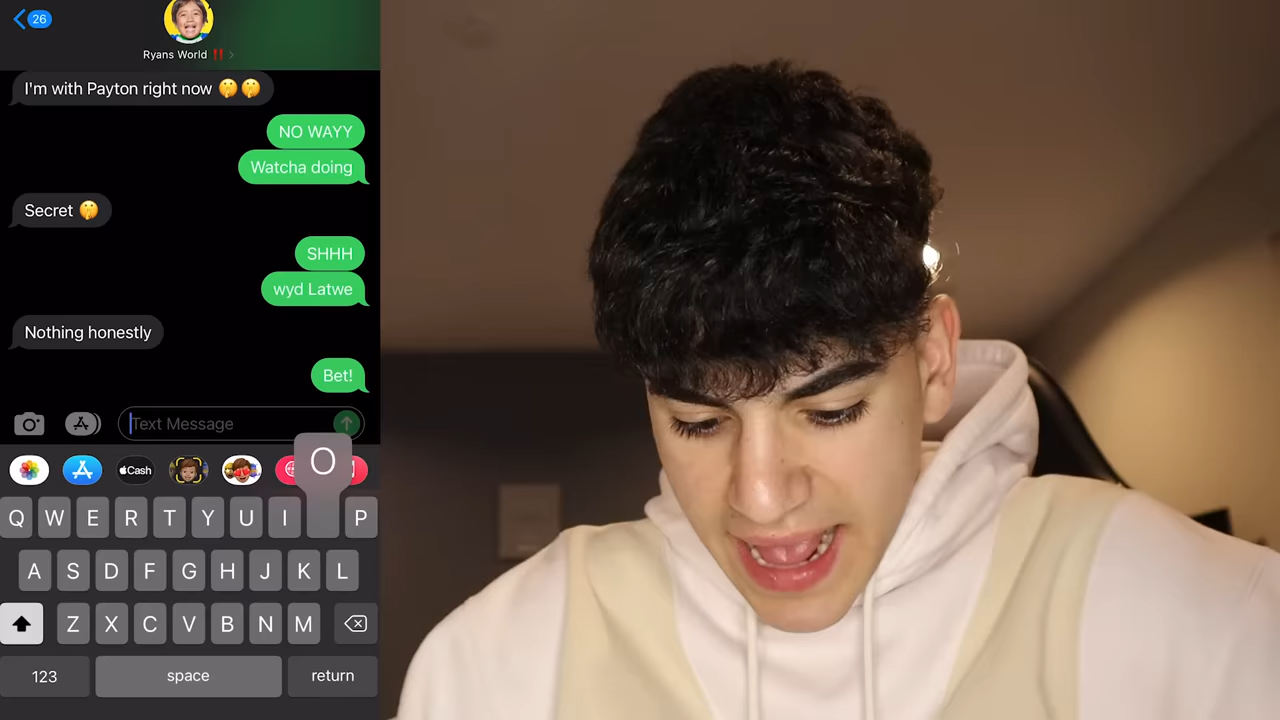 26
Ryans World ‼️
I'm with Payton right now 🤫🤫
NO WAYY
Watcha doing
Secret 🤫
SHHH
wyd Latwe
Nothing honestly
Bet!
Text Message
O
Cash
Q W E R T Y U I P
A S D F G H J K L
Z X C V B N M
123 space return